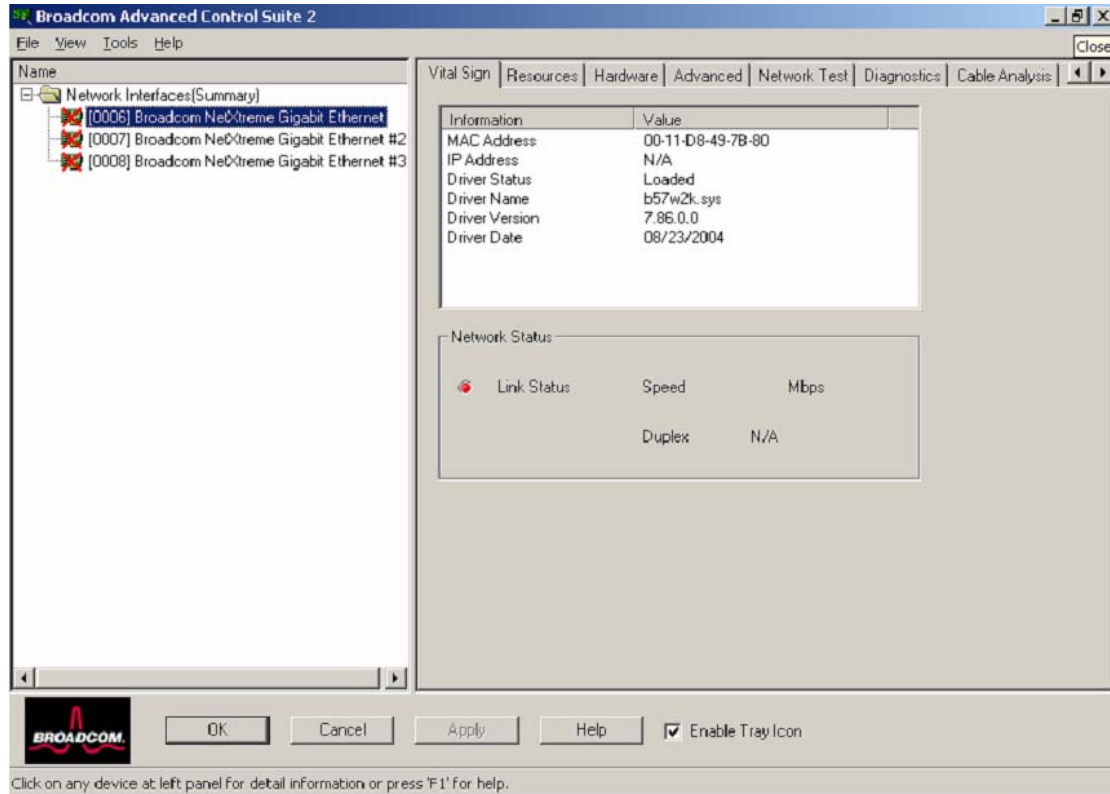 Broadcom Advanced Control Suite 2
File View Tools Help
Close
Name
Network Interfaces(Summary)
[0006] Broadcom NetXtreme Gigabit Ethernet
[0007] Broadcom NetXtreme Gigabit Ethernet #2
[0008] Broadcom NetXtreme Gigabit Ethernet #3
Vital Sign Resources Hardware Advanced Network Test Diagnostics Cable Analysis
Information Value
MAC Address 00-11-D8-49-7B-80
IP Address N/A
Driver Status Loaded
Driver Name b57w2k.sys
Driver Version 7.86.0.0
Driver Date 08/23/2004
Network Status
Link Status Speed Mbps
Duplex N/A
BROADCOM.
OK Cancel Apply Help Enable Tray Icon
Click on any device at left panel for detail information or press 'F1' for help.